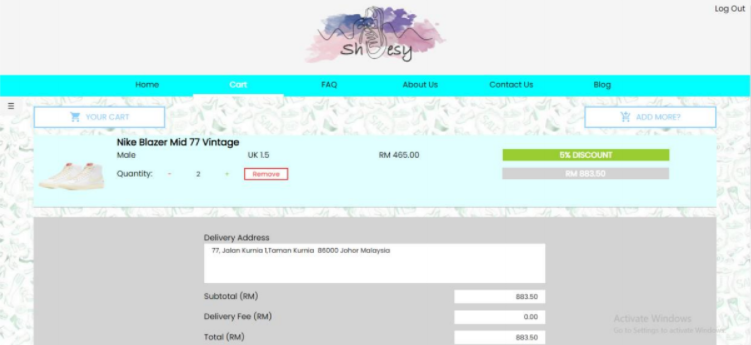 Log Out
Shoesy
Home Cart FAQ About Us Contact Us Blog
YOUR CART ADD MORE?
Nike Blazer Mid 77 Vintage
Male UK 1.5 RM 465.00 5% DISCOUNT
Quantity: - 2 + Remove RM 883.50
Delivery Address
77, Jalan Kurnia 1,Taman Kurnia 86000 Johor Malaysia
Subtotal (RM) 883.50
Delivery Fee (RM) 0.00
Activate Windows
Go to Settings to activate Windows.
Total (RM) 883.50